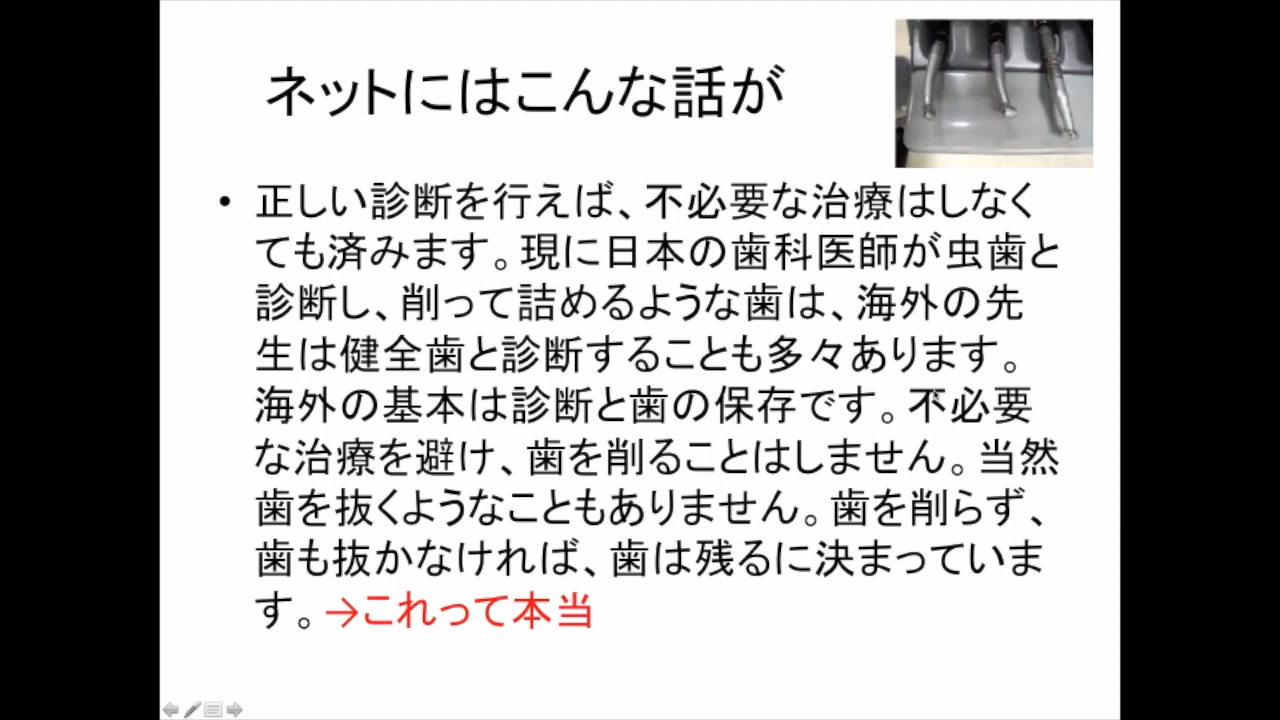 ネットにはこんな話が
• 正しい診断を行えば、不必要な治療はしなく
ても済みます。現に日本の歯科医師が虫歯と
診断し、削って詰めるような歯は、海外の先
生は健全歯と診断することも多々あります。
海外の基本は診断と歯の保存です。不必要
な治療を避け、歯を削ることはしません。当然
歯を抜くようなこともありません。歯を削らず、
歯も抜かなければ、歯は残るに決まっていま
す。→これって本当